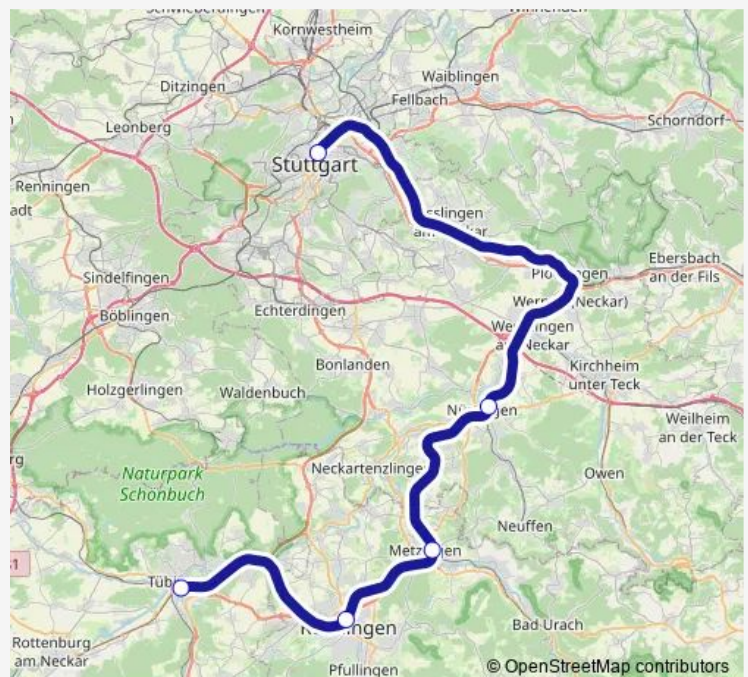 Kornwestheim
Ditzingen
Waiblingen
Fellbach
Leonberg
Schorndorf
Stuttgart
Renningen
Ebersbach
an der Fils
Sindelfingen
Böblingen
Echterdingen
Bonlanden
Kirchheim
unter Teck
Holzgerlingen
Waldenbuch
Weilheim
an der Teck
Naturpark
Schönbuch
Neckartenzlingen
Owen
Neuffen
Bad Urach
Rottenburg
am Neckar
Pfullingen
© OpenStreetMap contributors